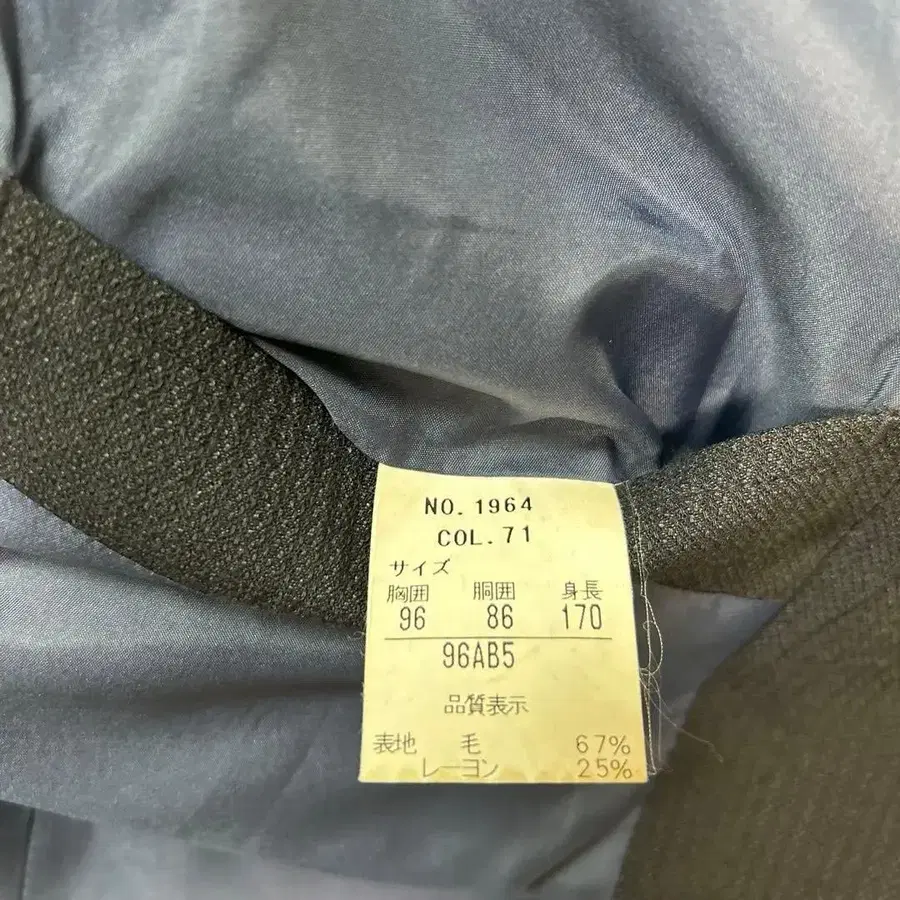 NO. 1964
COL. 71
サイズ
胸囲 胴囲 身長
96 86 170
96AB5
品質表示
表地 毛 67%
レーヨン 25%